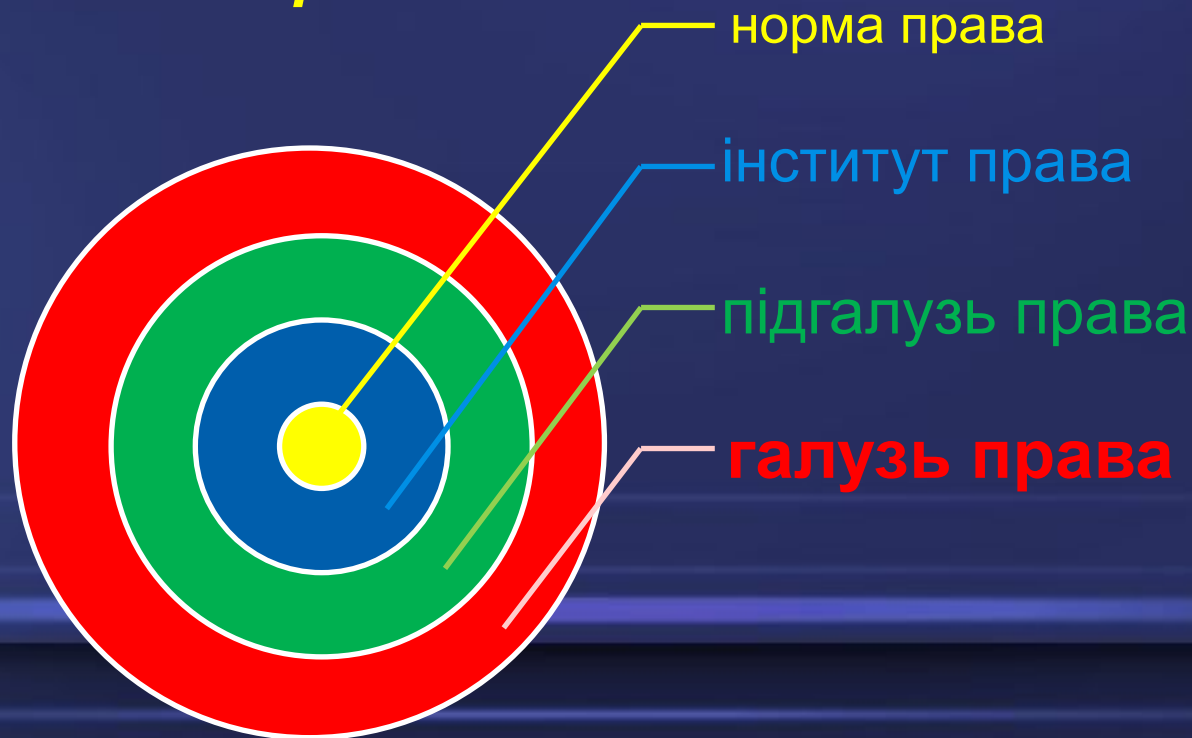 норма права
інститут права
підгалузь права
галузь права